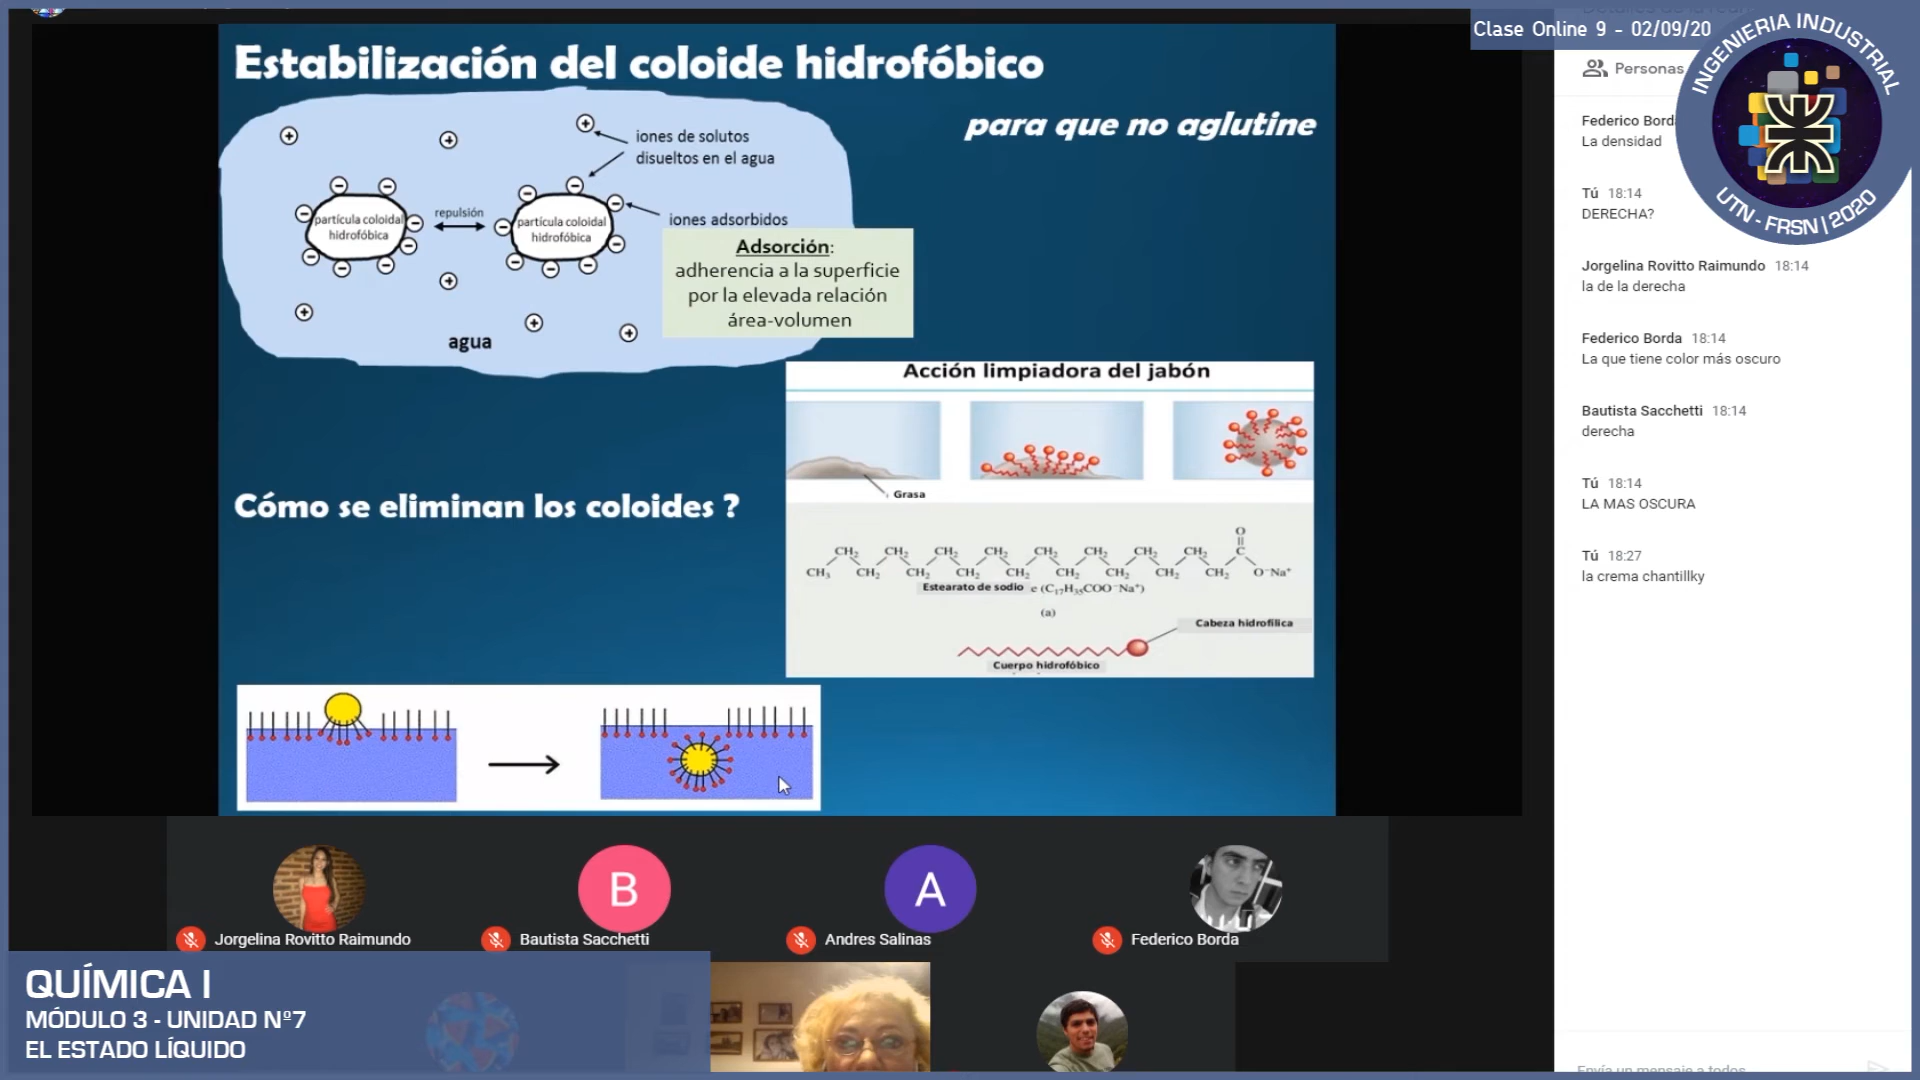 Clase Online 9 - 02/09/20
INGENIERIA INDUSTRIAL
UTN - FRSN | 2020
Estabilización del coloide hidrofóbico
para que no aglutine
iones de solutos
disueltos en el agua
partícula coloidal
hidrofóbica
repulsión
partícula coloidal
hidrofóbica
iones adsorbidos
Adsorción:
adherencia a la superficie
por la elevada relación
área-volumen
agua
Acción limpiadora del jabón
Grasa
Cómo se eliminan los coloides ?
O
CH₂ CH₂ CH₂ CH₂ CH₂ CH₂ CH₂ CH₂ C
CH₃ CH₂ CH₂ CH₂ CH₂ CH₂ CH₂ CH₂ CH₂ O⁻Na⁺
Estearato de sodio e (C₁₇H₃₅COO⁻Na⁺)
(a)
Cabeza hidrofílica
Cuerpo hidrofóbico
Personas
Federico Borda
La densidad
Tú 18:14
DERECHA?
Jorgelina Rovitto Raimundo 18:14
la de la derecha
Federico Borda 18:14
La que tiene color más oscuro
Bautista Sacchetti 18:14
derecha
Tú 18:14
LA MAS OSCURA
Tú 18:27
la crema chantillky
B
A
Jorgelina Rovitto Raimundo
Bautista Sacchetti
Andres Salinas
Federico Borda
QUÍMICA I
MÓDULO 3 - UNIDAD Nº7
EL ESTADO LÍQUIDO
Envía un mensaje a todos